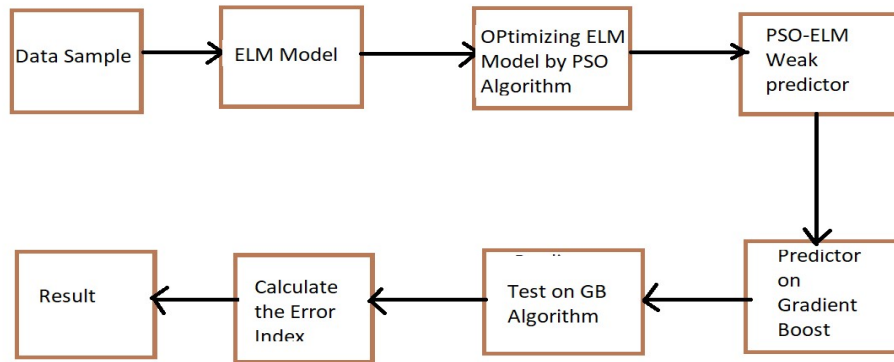 Data Sample
ELM Model
OPtimizing ELM
Model by PSO
Algorithm
PSO-ELM
Weak
predictor
Predictor
on
Gradient
Boost
Test on GB
Algorithm
Calculate
the Error
Index
Result